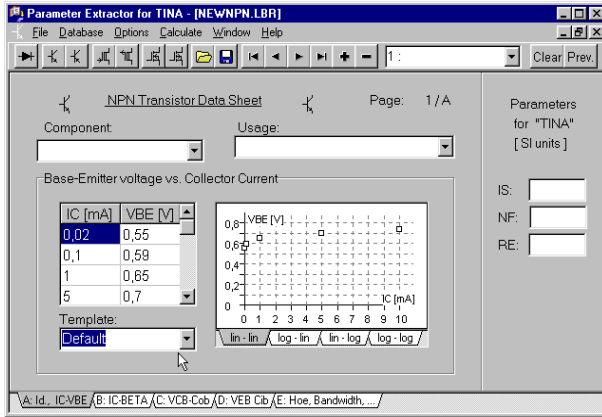 Parameter Extractor for TINA - [NEWNPN.LBR]
File Database Options Calculate Window Help
1 : Clear Prev.
NPN Transistor Data Sheet Page: 1/A
Component: Usage:
Parameters
for "TINA"
[ SI units ]
Base-Emitter voltage vs. Collector Current
IC [mA] VBE [V]
0,02 0,55
0,1 0,59
1 0,65
5 0,7
Template:
Default
VBE [V]
0,8
0,6
0,4
0,2
0
IC [mA]
0 1 2 3 4 5 6 7 8 9 10
lin - lin log - lin lin - log log - log
IS:
NF:
RE:
A: Id., IC-VBE B: IC-BETA C: VCB-Cob D: VEB Cib E: Hoe, Bandwidth, ...